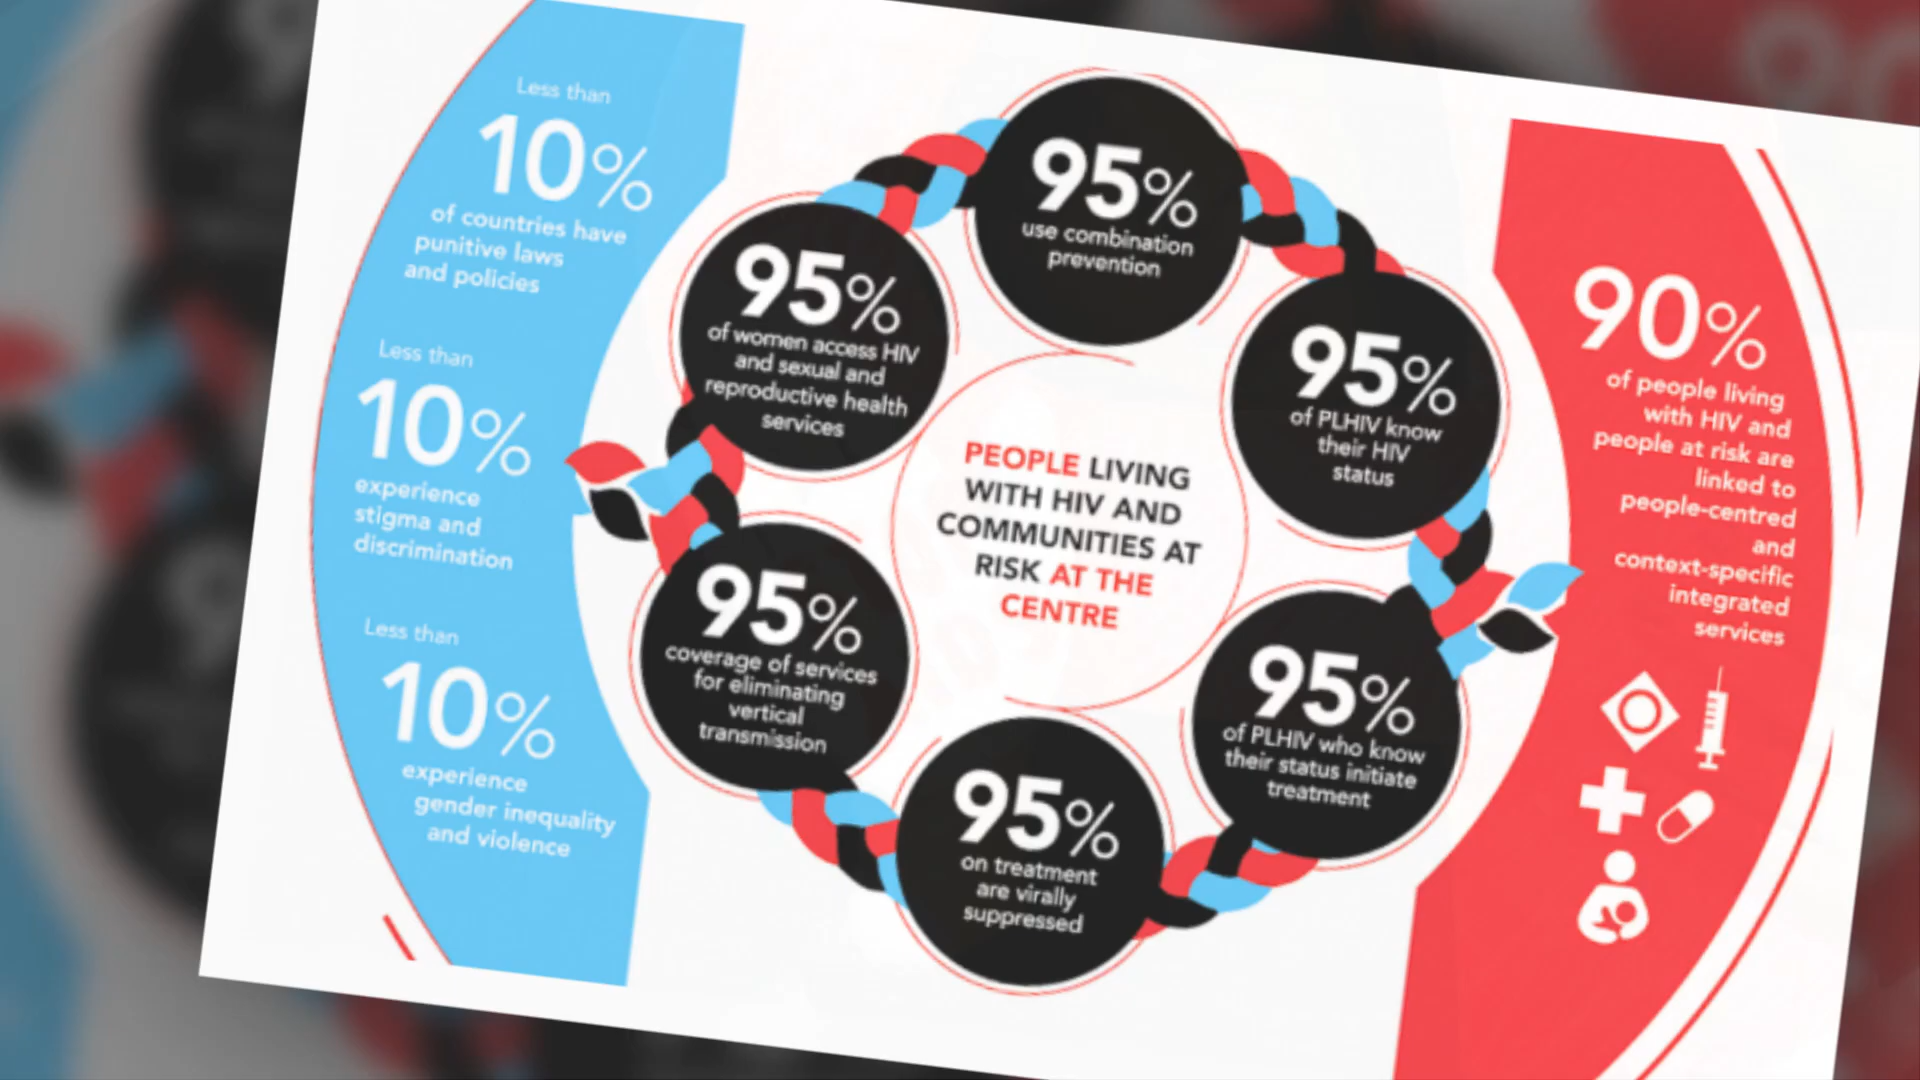 Less than
10%
of countries have
punitive laws
and policies
Less than
10%
experience
stigma and
discrimination
Less than
10%
experience
gender inequality
and violence
95%
use combination
prevention
95%
of PLHIV know
their HIV
status
95%
of PLHIV who know
their status initiate
treatment
95%
on treatment
are virally
suppressed
95%
coverage of services
for eliminating
vertical
transmission
95%
of women access HIV
and sexual and
reproductive health
services
PEOPLE LIVING
WITH HIV AND
COMMUNITIES AT
RISK AT THE
CENTRE
90%
of people living
with HIV and
people at risk are
linked to
people-centred
and
context-specific
integrated
services